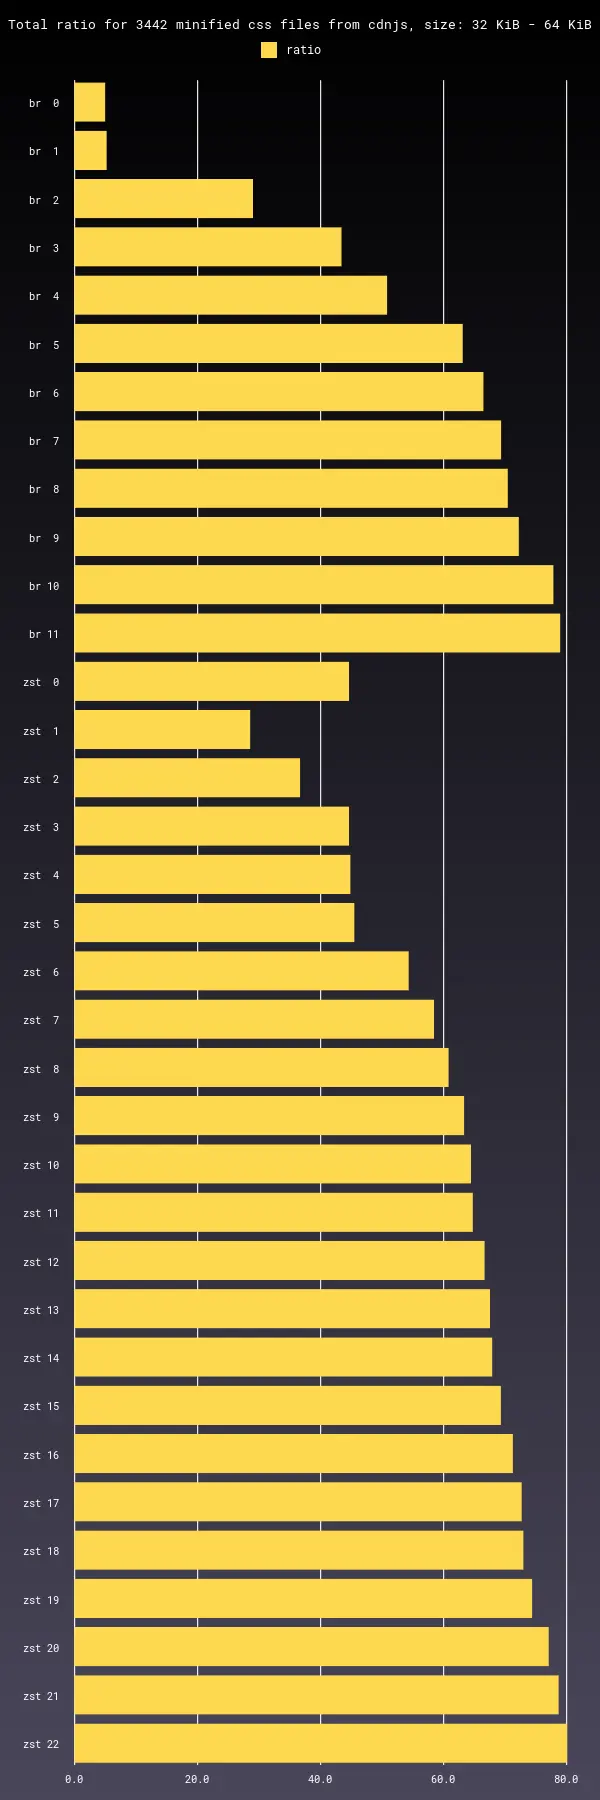 Total ratio for 3442 minified css files from cdnjs, size: 32 KiB - 64 KiB
ratio
br 0
br 1
br 2
br 3
br 4
br 5
br 6
br 7
br 8
br 9
br 10
br 11
zst 0
zst 1
zst 2
zst 3
zst 4
zst 5
zst 6
zst 7
zst 8
zst 9
zst 10
zst 11
zst 12
zst 13
zst 14
zst 15
zst 16
zst 17
zst 18
zst 19
zst 20
zst 21
zst 22
0.0 20.0 40.0 60.0 80.0